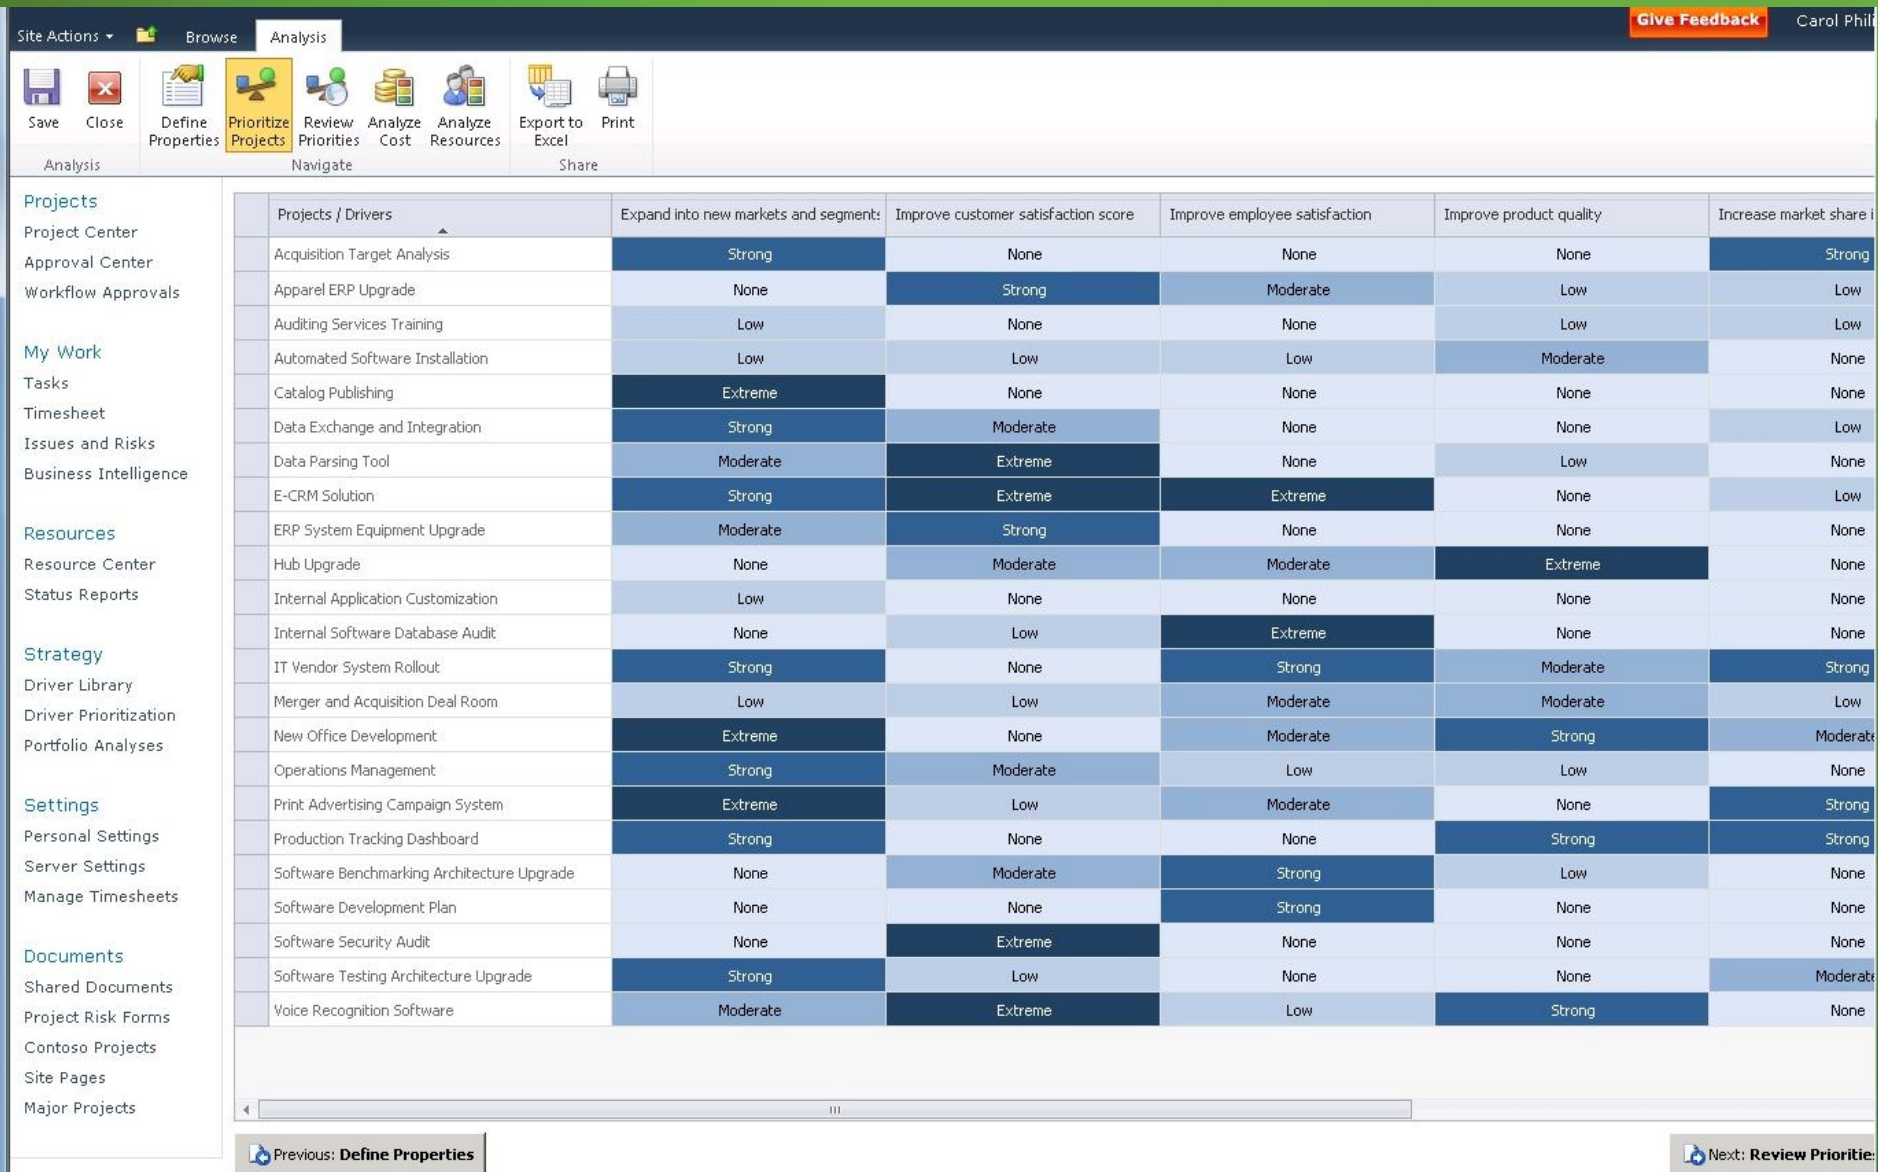 Give Feedback
Carol Phili
Site Actions
Browse
Analysis
Save
Close
Define Properties
Prioritize Projects
Review Priorities
Analyze Cost
Analyze Resources
Export to Excel
Print
Analysis
Navigate
Share
Projects
Project Center
Approval Center
Workflow Approvals
My Work
Tasks
Timesheet
Issues and Risks
Business Intelligence
Resources
Resource Center
Status Reports
Strategy
Driver Library
Driver Prioritization
Portfolio Analyses
Settings
Personal Settings
Server Settings
Manage Timesheets
Documents
Shared Documents
Project Risk Forms
Contoso Projects
Site Pages
Major Projects
Projects / Drivers Expand into new markets and segments Improve customer satisfaction score Improve employee satisfaction Improve product quality Increase market share i
Acquisition Target Analysis Strong None None None Strong
Apparel ERP Upgrade None Strong Moderate Low Low
Auditing Services Training Low None None Low Low
Automated Software Installation Low Low Low Moderate None
Catalog Publishing Extreme None None None None
Data Exchange and Integration Strong Moderate None None Low
Data Parsing Tool Moderate Extreme None Low None
E-CRM Solution Strong Extreme Extreme None Low
ERP System Equipment Upgrade Moderate Strong None None None
Hub Upgrade None Moderate Moderate Extreme None
Internal Application Customization Low None None None None
Internal Software Database Audit None Low Extreme None None
IT Vendor System Rollout Strong None Strong Moderate Strong
Merger and Acquisition Deal Room Low Low Moderate Moderate Low
New Office Development Extreme None Moderate Strong Moderate
Operations Management Strong Moderate Low Low None
Print Advertising Campaign System Extreme Low Moderate None Strong
Production Tracking Dashboard Strong None None Strong Strong
Software Benchmarking Architecture Upgrade None Moderate Strong Low None
Software Development Plan None None Strong None None
Software Security Audit None Extreme None None None
Software Testing Architecture Upgrade Strong Low None None Moderate
Voice Recognition Software Moderate Extreme Low Strong None
Previous: Define Properties
Next: Review Priorities